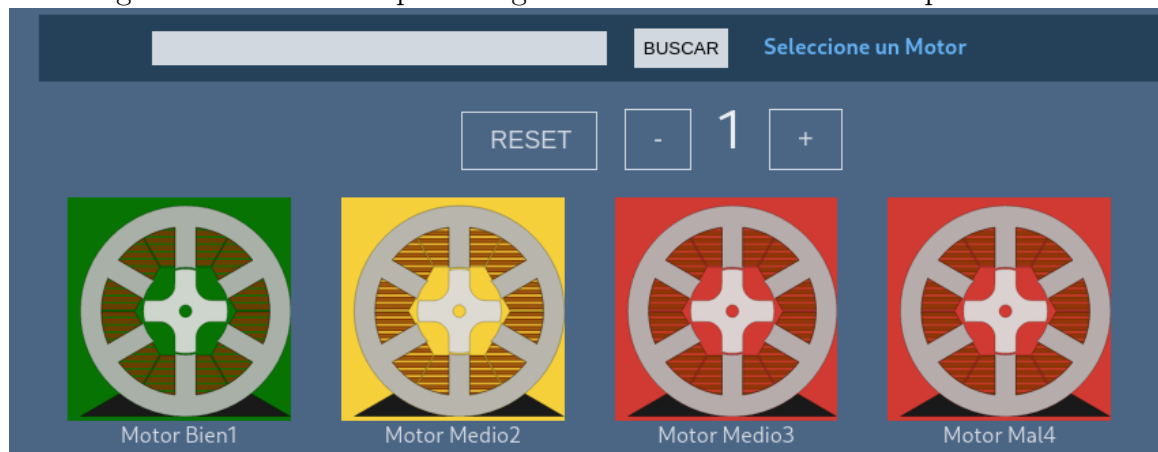 BUSCAR Seleccione un Motor
RESET - 1 +
Motor Bien1 Motor Medio2 Motor Medio3 Motor Mal4